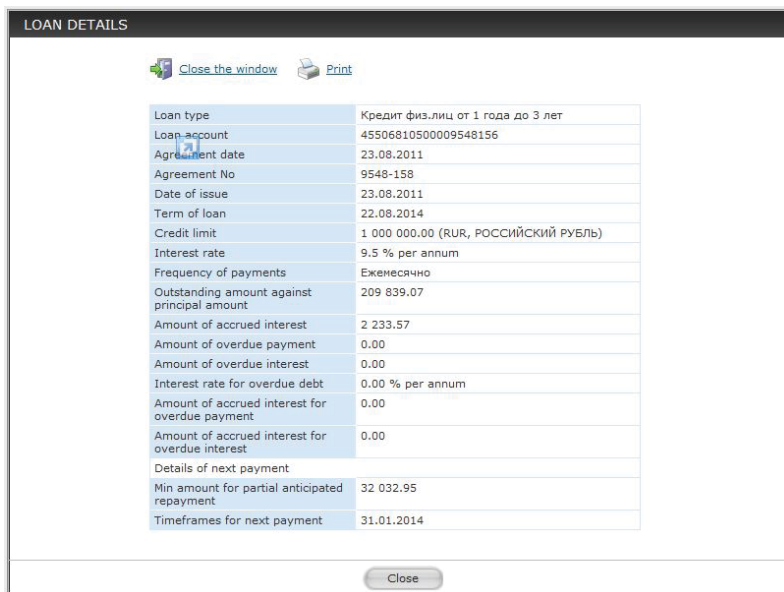 LOAN DETAILS
Close the window Print
Loan type Кредит физ.лиц от 1 года до 3 лет
Loan account 45506810500009548156
Agreement date 23.08.2011
Agreement No 9548-158
Date of issue 23.08.2011
Term of loan 22.08.2014
Credit limit 1 000 000.00 (RUR, РОССИЙСКИЙ РУБЛЬ)
Interest rate 9.5 % per annum
Frequency of payments Ежемесячно
Outstanding amount against 209 839.07
principal amount
Amount of accrued interest 2 233.57
Amount of overdue payment 0.00
Amount of overdue interest 0.00
Interest rate for overdue debt 0.00 % per annum
Amount of accrued interest for 0.00
overdue payment
Amount of accrued interest for 0.00
overdue interest
Details of next payment
Min amount for partial anticipated 32 032.95
repayment
Timeframes for next payment 31.01.2014
Close